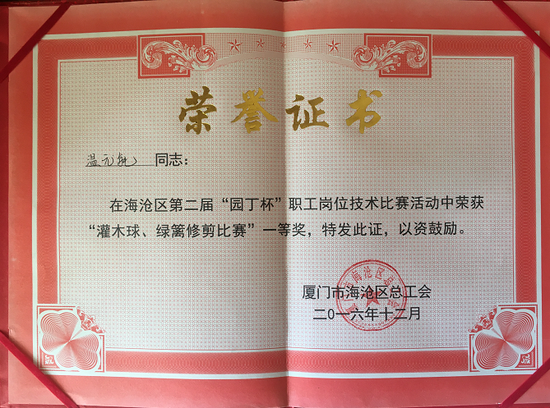 荣誉证书
同志：
在海沧区第二届“园丁杯”职工岗位技术比赛活动中荣获
“灌木球、绿篱修剪比赛”一等奖，特发此证，以资鼓励。
厦门市海沧区总工会
二0一六年十二月